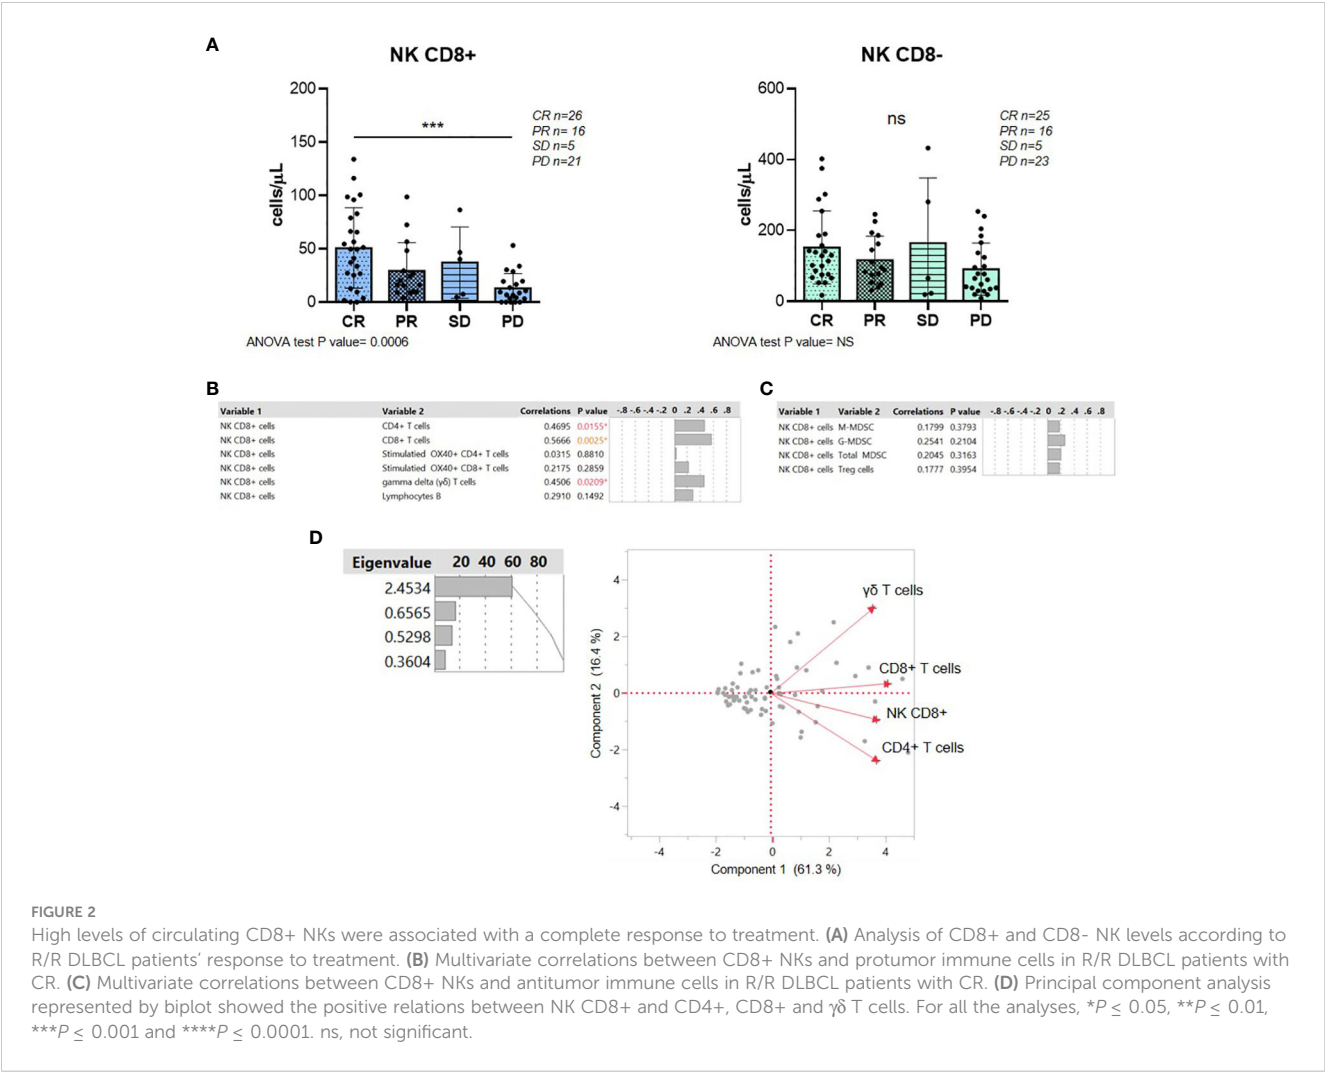 A
NK CD8+
200
150
100
50
0
cells/μL
***
CR n=26
PR n= 16
SD n=5
PD n=21
CR PR SD PD
ANOVA test P value= 0.0006
NK CD8-
600
400
200
0
cells/μL
ns
CR n=25
PR n= 16
SD n=5
PD n=23
CR PR SD PD
ANOVA test P value= NS
B
Variable 1 Variable 2 Correlations P value -.8 -.6 -.4 -.2 0 .2 .4 .6 .8
NK CD8+ cells CD4+ T cells 0.4695 0.0155*
NK CD8+ cells CD8+ T cells 0.5666 0.0025*
NK CD8+ cells Stimulatied OX40+ CD4+ T cells 0.0315 0.8810
NK CD8+ cells Stimulatied OX40+ CD8+ T cells 0.2175 0.2859
NK CD8+ cells gamma delta (γδ) T cells 0.4506 0.0209*
NK CD8+ cells Lymphocytes B 0.2910 0.1492
C
Variable 1 Variable 2 Correlations P value -.8 -.6 -.4 -.2 0 .2 .4 .6 .8
NK CD8+ cells M-MDSC 0.1799 0.3793
NK CD8+ cells G-MDSC 0.2541 0.2104
NK CD8+ cells Total MDSC 0.2045 0.3163
NK CD8+ cells Treg cells 0.1777 0.3954
D
Eigenvalue 20 40 60 80
2.4534
0.6565
0.5298
0.3604
Component 2 (16.4 %)
4
2
0
-2
-4
γδ T cells
CD8+ T cells
NK CD8+
CD4+ T cells
-4 -2 0 2 4
Component 1 (61.3 %)
FIGURE 2
High levels of circulating CD8+ NKs were associated with a complete response to treatment. (A) Analysis of CD8+ and CD8- NK levels according to
R/R DLBCL patients' response to treatment. (B) Multivariate correlations between CD8+ NKs and protumor immune cells in R/R DLBCL patients with
CR. (C) Multivariate correlations between CD8+ NKs and antitumor immune cells in R/R DLBCL patients with CR. (D) Principal component analysis
represented by biplot showed the positive relations between NK CD8+ and CD4+, CD8+ and γδ T cells. For all the analyses, *P ≤ 0.05, **P ≤ 0.01,
***P ≤ 0.001 and ****P ≤ 0.0001. ns, not significant.